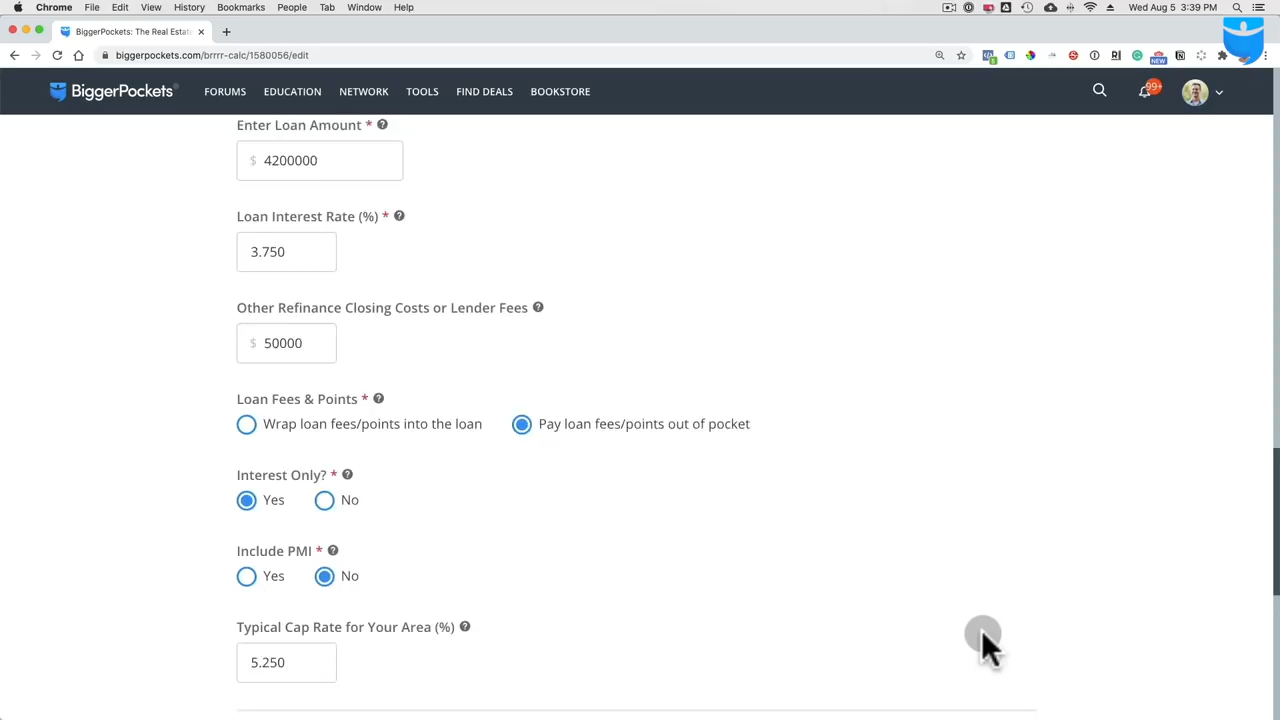 Chrome File Edit View History Bookmarks People Tab Window Help Wed Aug 5 3:39 PM
BiggerPockets: The Real Estat
biggerpockets.com/brrrr-calc/1580056/edit
NEW
BiggerPockets® FORUMS EDUCATION NETWORK TOOLS FIND DEALS BOOKSTORE 99+
Enter Loan Amount *
$ 4200000
Loan Interest Rate (%) *
3.750
Other Refinance Closing Costs or Lender Fees
$ 50000
Loan Fees & Points *
Wrap loan fees/points into the loan Pay loan fees/points out of pocket
Interest Only? *
Yes No
Include PMI *
Yes No
Typical Cap Rate for Your Area (%)
5.250